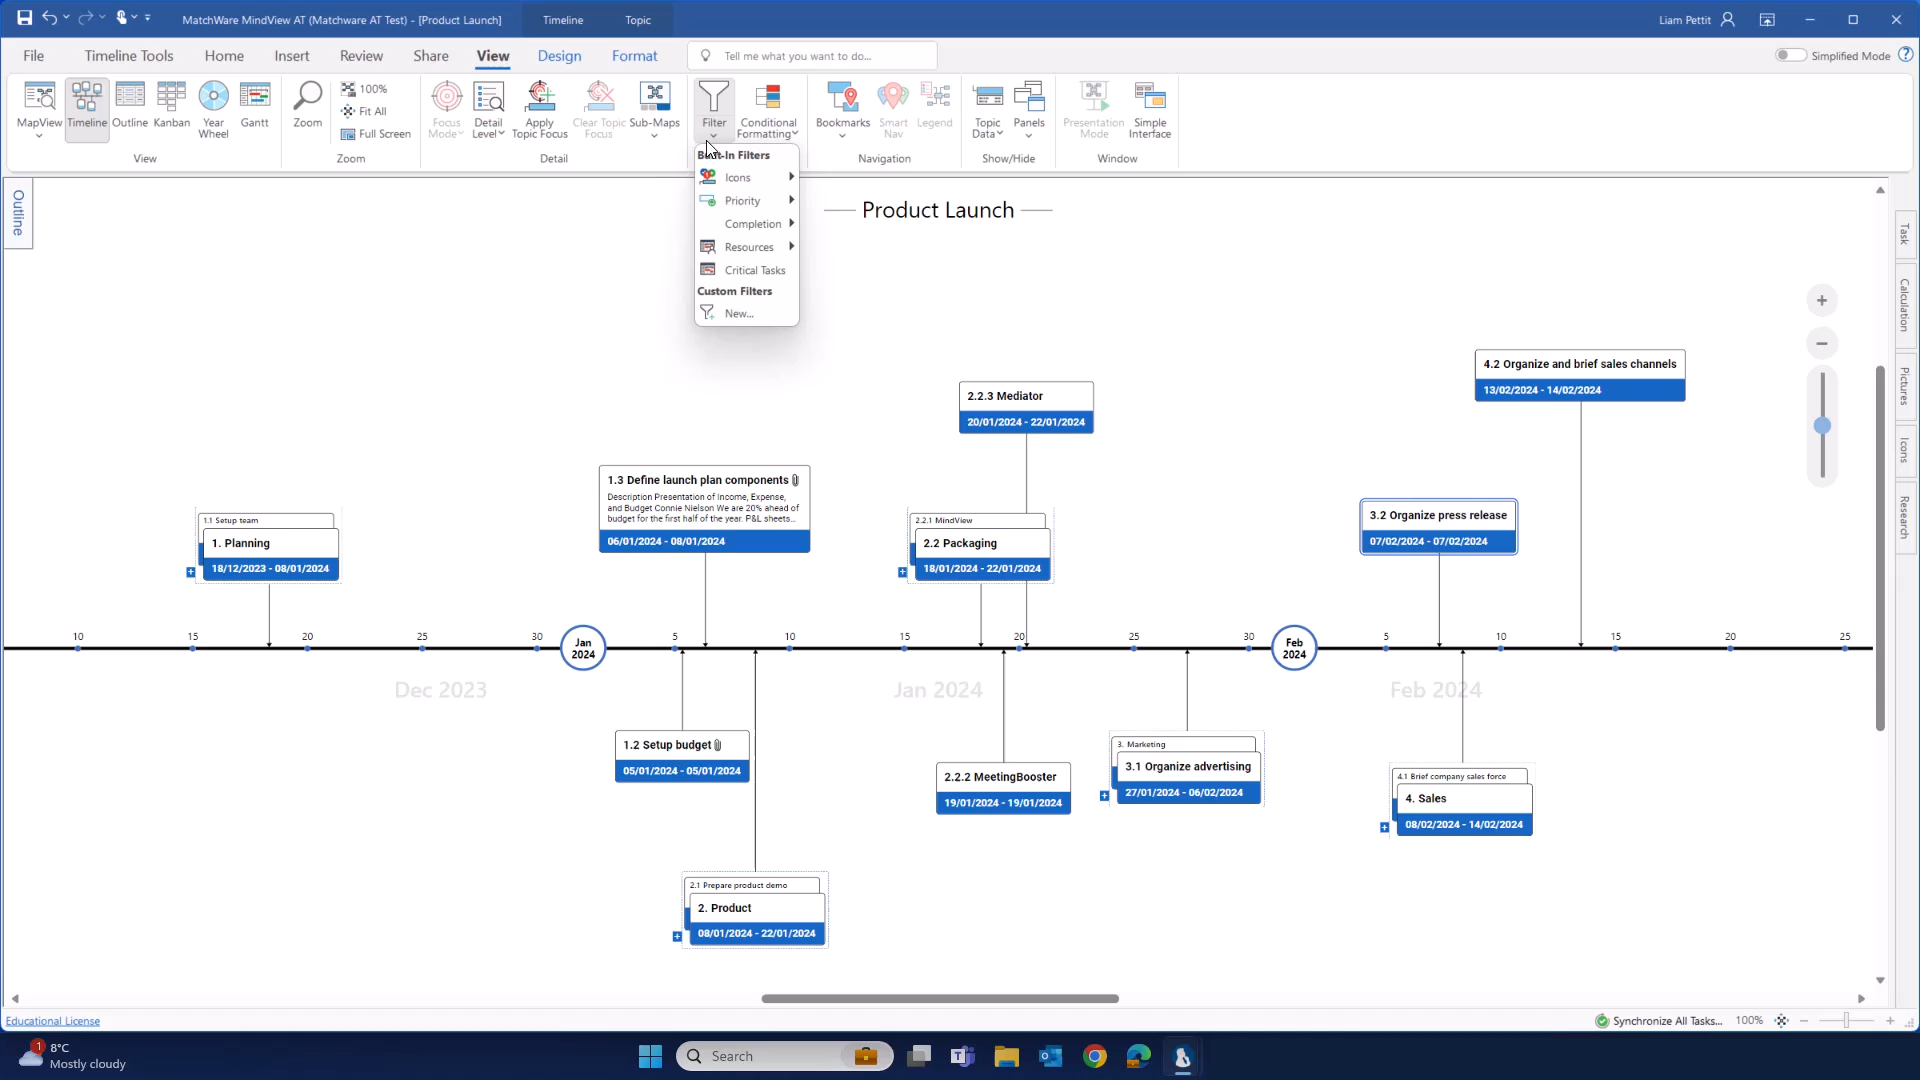 MatchWare MindView AT (Matchware AT Test) - [Product Launch]
Timeline
Topic
Liam Pettit
File
Timeline Tools
Home
Insert
Review
Share
View
Design
Format
Tell me what you want to do...
Simplified Mode
MapView
Timeline
Outline
Kanban
Year
Wheel
Gantt
Zoom
100%
Fit All
Full Screen
Focus
Mode
Detail
Level
Apply
Topic Focus
Clear Topic
Focus
Sub-Maps
Filter
Conditional
Formatting
Bookmarks
Smart
Nav
Legend
Topic
Data
Panels
Presentation
Mode
Simple
Interface
View
Zoom
Detail
Navigation
Show/Hide
Window
Built-In Filters
Icons
Priority
Completion
Resources
Critical Tasks
Custom Filters
New...
Outline
Product Launch
Task
Calculation
Pictures
Icons
Research
4.2 Organize and brief sales channels
13/02/2024 - 14/02/2024
2.2.3 Mediator
20/01/2024 - 22/01/2024
1.3 Define launch plan components
Description Presentation of Income, Expense,
and Budget Connie Nielson We are 20% ahead of
budget for the first half of the year. P&L sheets...
06/01/2024 - 08/01/2024
1.1 Setup team
1. Planning
18/12/2023 - 08/01/2024
2.2.1 MindView
2.2 Packaging
18/01/2024 - 22/01/2024
3.2 Organize press release
07/02/2024 - 07/02/2024
10 15 20 25 30 Jan 2024 5 10 15 20 25 30 Feb 2024 5 10 15 20 25
Dec 2023
Jan 2024
Feb 2024
1.2 Setup budget
05/01/2024 - 05/01/2024
2.2.2 MeetingBooster
19/01/2024 - 19/01/2024
3. Marketing
3.1 Organize advertising
27/01/2024 - 06/02/2024
4.1 Brief company sales force
4. Sales
08/02/2024 - 14/02/2024
2.1 Prepare product demo
2. Product
08/01/2024 - 22/01/2024
Educational License
Synchronize All Tasks...
100%
1
8°C
Mostly cloudy
Search